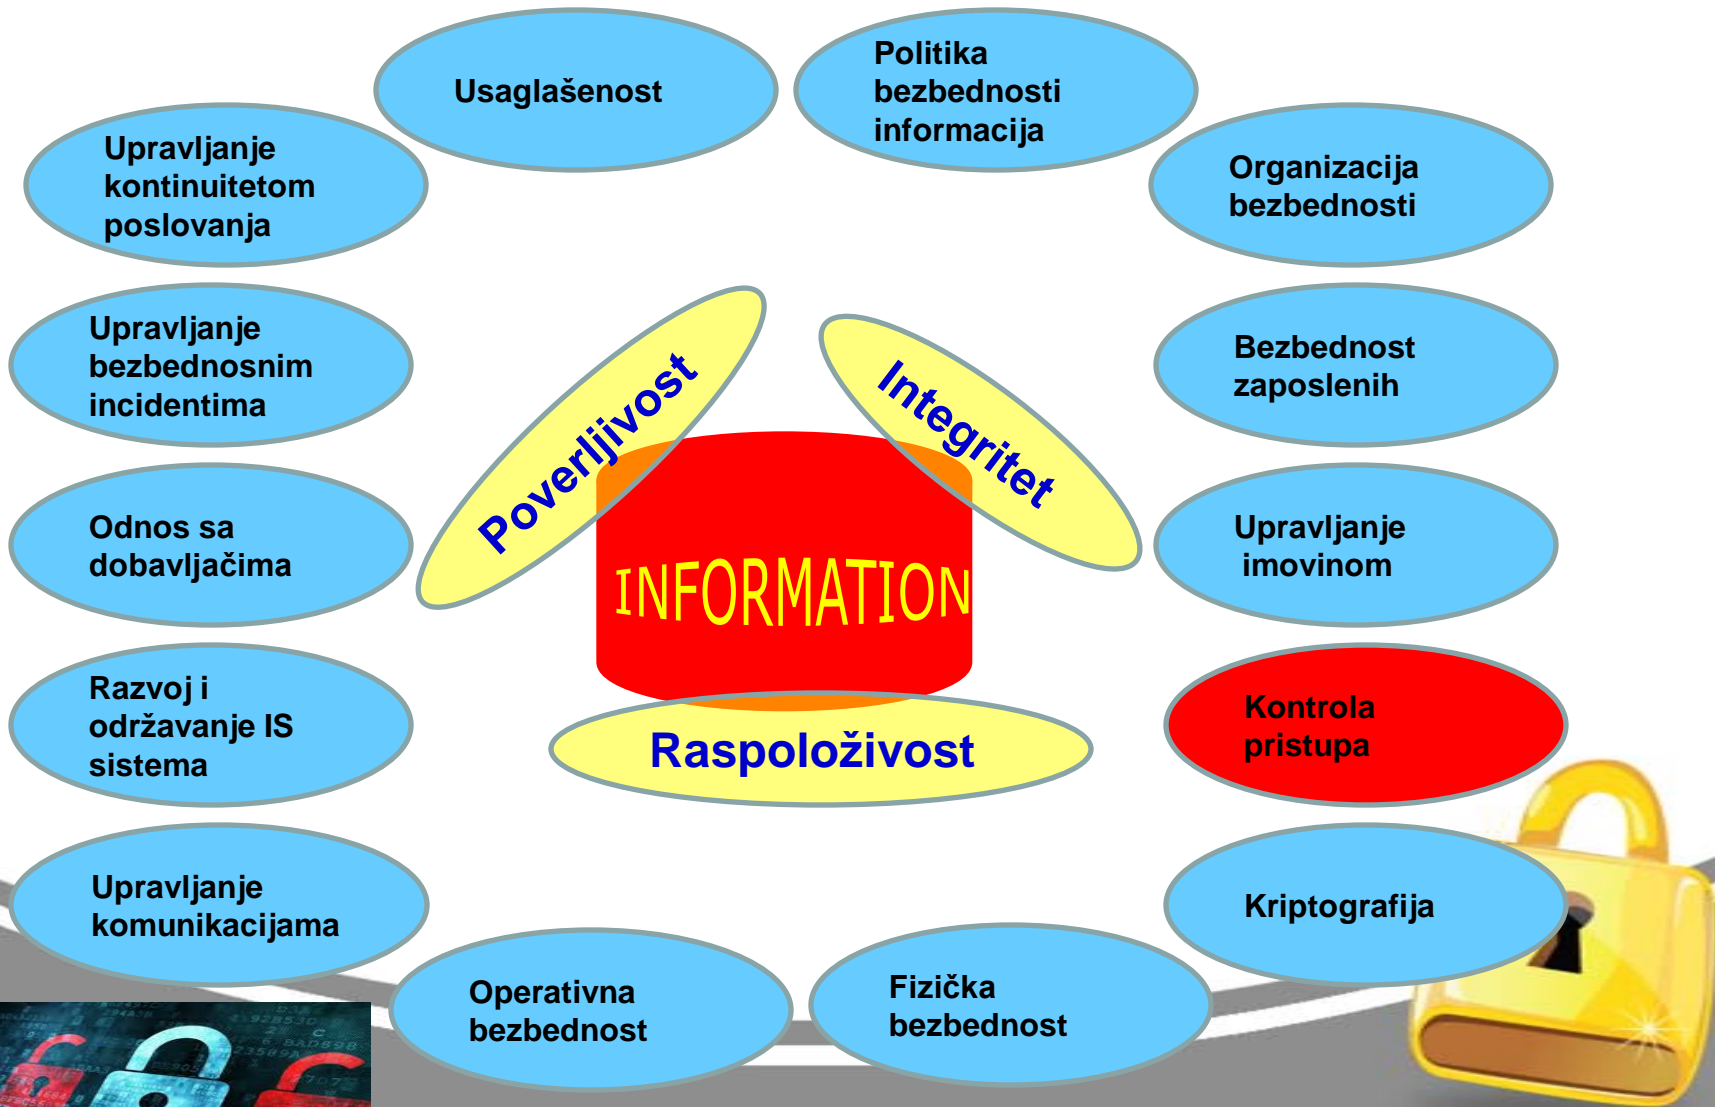 Usaglašenost
Politika
bezbednosti
informacija
Upravljanje
kontinuitetom
poslovanja
Organizacija
bezbednosti
Upravljanje
bezbednosnim
incidentima
Poverljivost
Integritet
Bezbednost
zaposlenih
Odnos sa
dobavljačima
INFORMATION
Upravljanje
imovinom
Razvoj i
održavanje IS
sistema
Raspoloživost
Kontrola
pristupa
Upravljanje
komunikacijama
Kriptografija
Operativna
bezbednost
Fizička
bezbednost